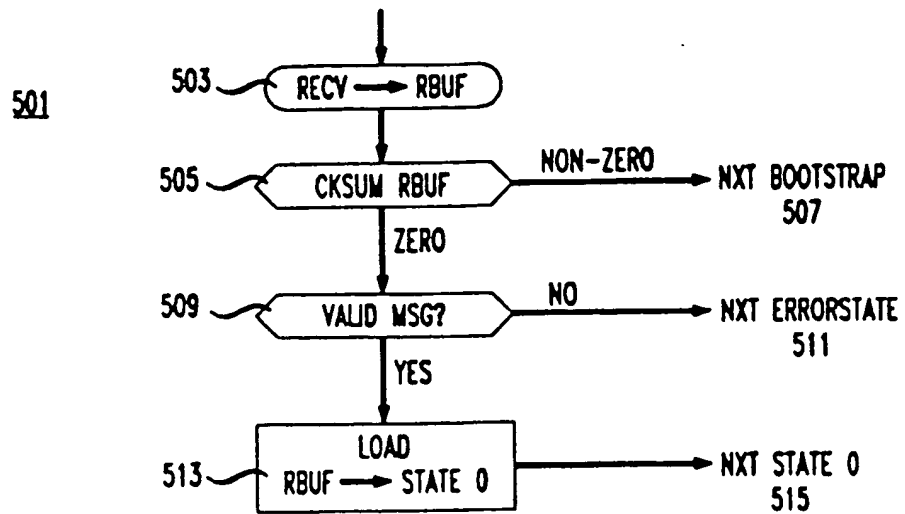 501
503
RECV → RBUF
505
CKSUM RBUF
NON-ZERO
NXT BOOTSTRAP
507
ZERO
509
VALID MSG?
NO
NXT ERRORSTATE
511
YES
513
LOAD
RBUF → STATE 0
NXT STATE 0
515